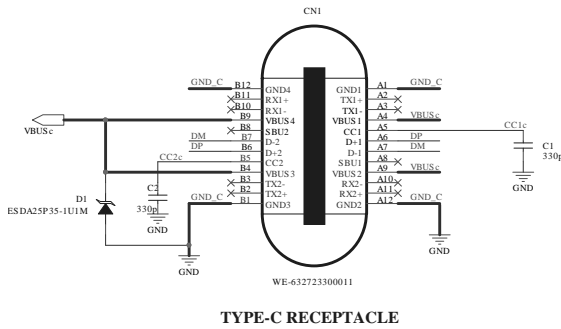 CN1
GND_C B12 GND4 GND1 A1 GND_C
B11 RX1+ TX1+ A2
B10 RX1- TX1- A3
VBUSc B9 VBUS4 VBUS1 A4 VBUSc
B8 SBU2 CC1 A5 CC1c
DM B7 D-2 D+1 A6 DP
DP B6 D+2 D-1 A7 DM
CC2c B5 CC2 SBU1 A8
B4 VBUS3 VBUS2 A9 VBUSc
B3 TX2- RX2- A10
B2 TX2+ RX2+ A11
GND_C B1 GND3 GND2 A12 GND_C
C1
330p
GND
D1
ESDA25P35-1U1M
C2
330p
GND
GND
GND
WE-632723300011
TYPE-C RECEPTACLE